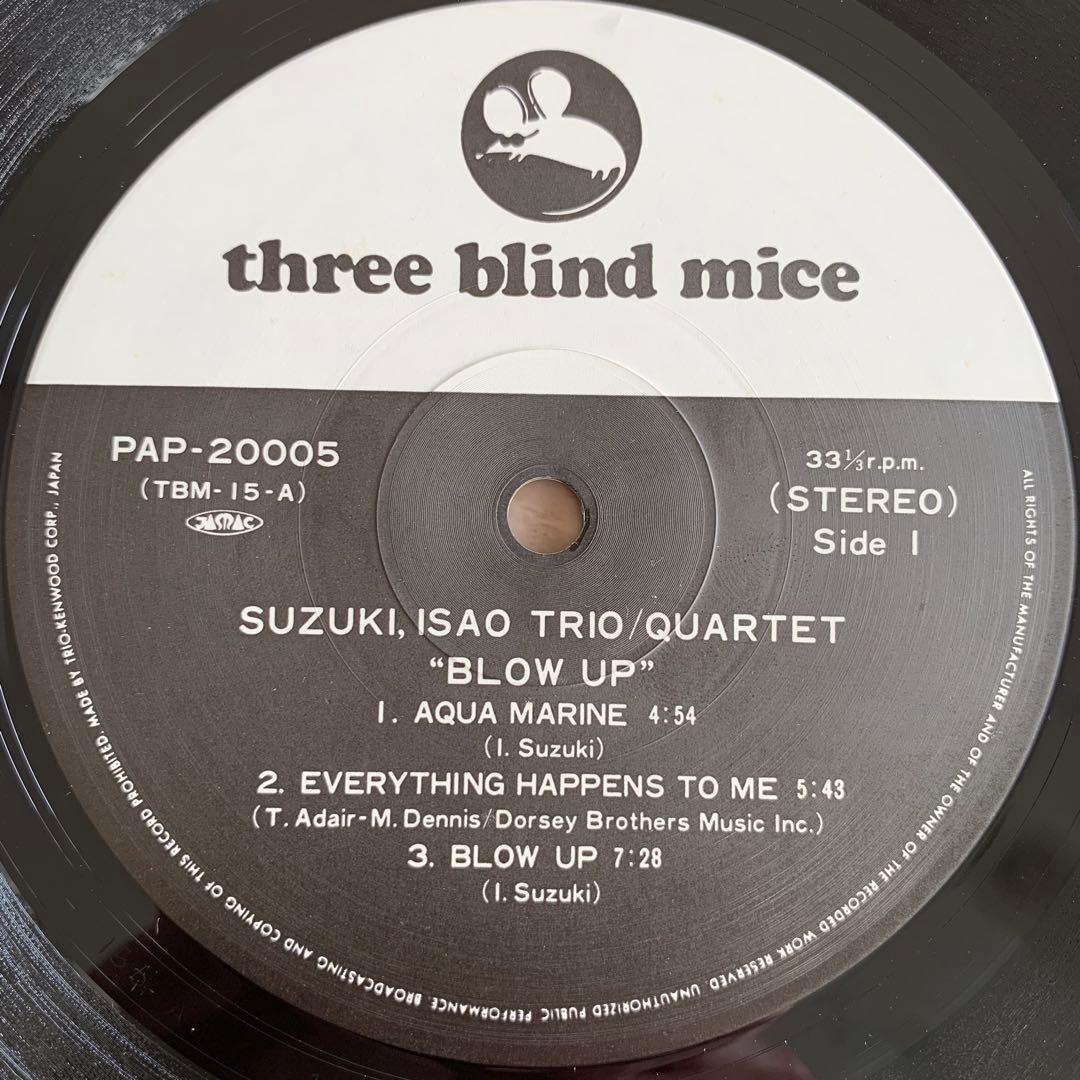 three blind mice
PAP-20005
(TBM-15-A)
JASRAC
33⅓r.p.m.
(STEREO)
Side 1
SUZUKI, ISAO TRIO/QUARTET
“BLOW UP”
1. AQUA MARINE 4:54
(I. Suzuki)
2. EVERYTHING HAPPENS TO ME 5:43
(T. Adair-M. Dennis/Dorsey Brothers Music Inc.)
3. BLOW UP 7:28
(I. Suzuki)
ALL RIGHTS OF THE MANUFACTURER AND OF THE OWNER OF THE RECORDED WORK RESERVED. UNAUTHORIZED PUBLIC PERFORMANCE. BROADCASTING AND COPYING OF THIS RECORD PROHIBITED. MADE BY TRIO-KENWOOD CORP., JAPAN